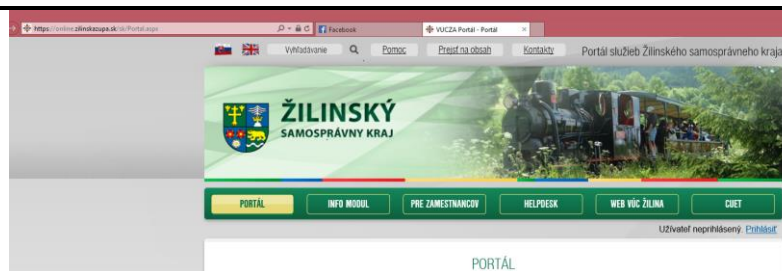 https://online.zilinskazupa.sk/sk/Portal.aspx
Facebook
VUCZA Portal - Portal
Vyhľadávanie
Pomoc
Prejsť na obsah
Kontakty
Portál služieb Žilinského samosprávneho kraja
ŽILINSKÝ
SAMOSPRÁVNY KRAJ
PORTÁL
INFO MODUL
PRE ZAMESTNANCOV
HELPDESK
WEB VÚC ŽILINA
CUET
Užívateľ neprihlásený. Prihlásiť
PORTÁL